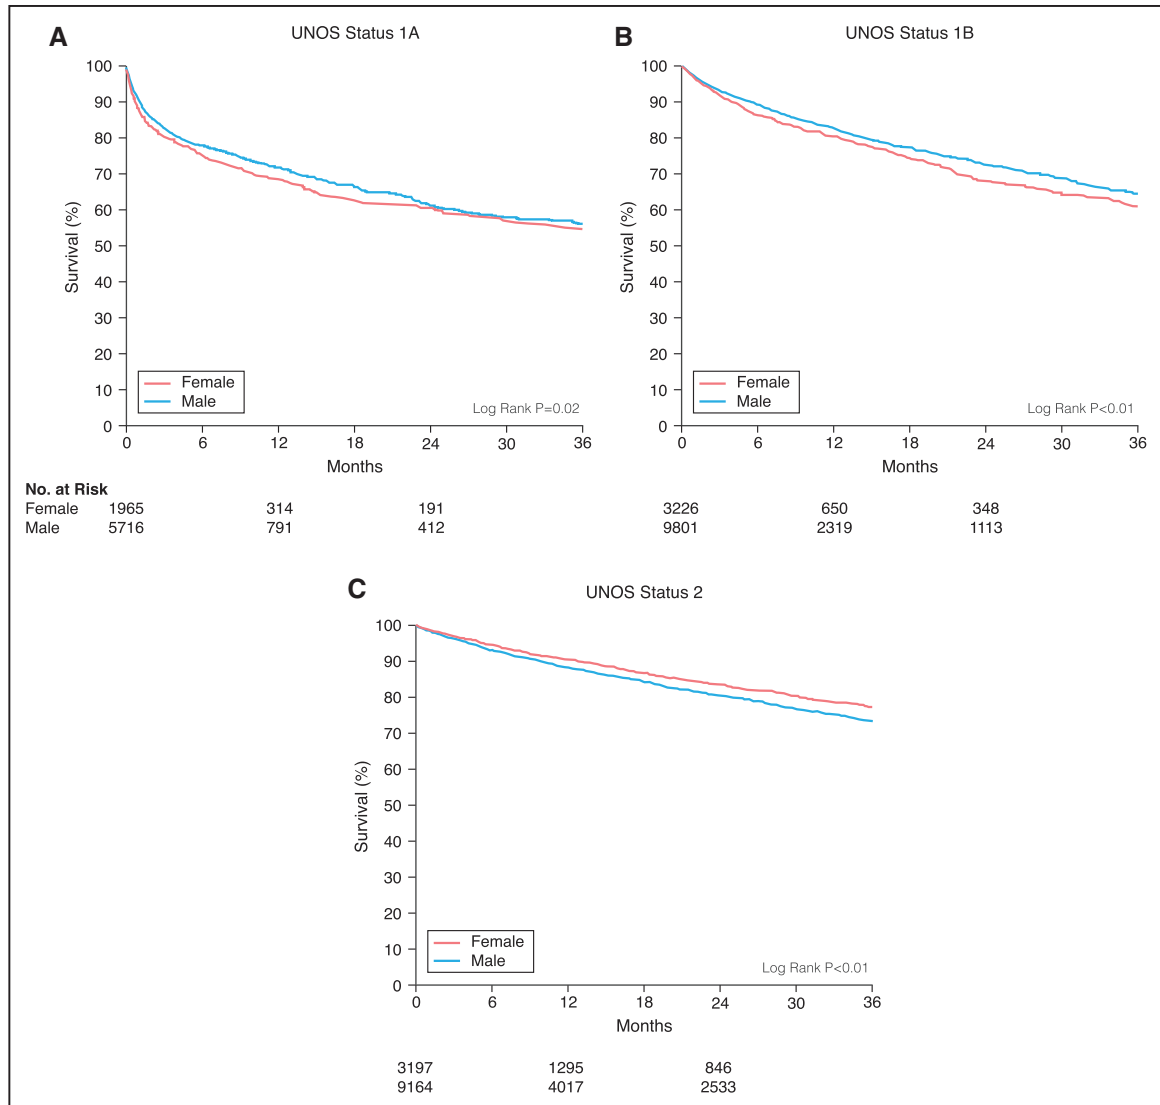 A
UNOS Status 1A
100
90
80
70
60
50
40
30
20
10
0
Survival (%)
Female
Male
Log Rank P=0.02
0 6 12 18 24 30 36
Months
No. at Risk
Female 1965 314 191
Male 5716 791 412
B
UNOS Status 1B
100
90
80
70
60
50
40
30
20
10
0
Survival (%)
Female
Male
Log Rank P<0.01
0 6 12 18 24 30 36
Months
3226 650 348
9801 2319 1113
C
UNOS Status 2
100
90
80
70
60
50
40
30
20
10
0
Survival (%)
Female
Male
Log Rank P<0.01
0 6 12 18 24 30 36
Months
3197 1295 846
9164 4017 2533